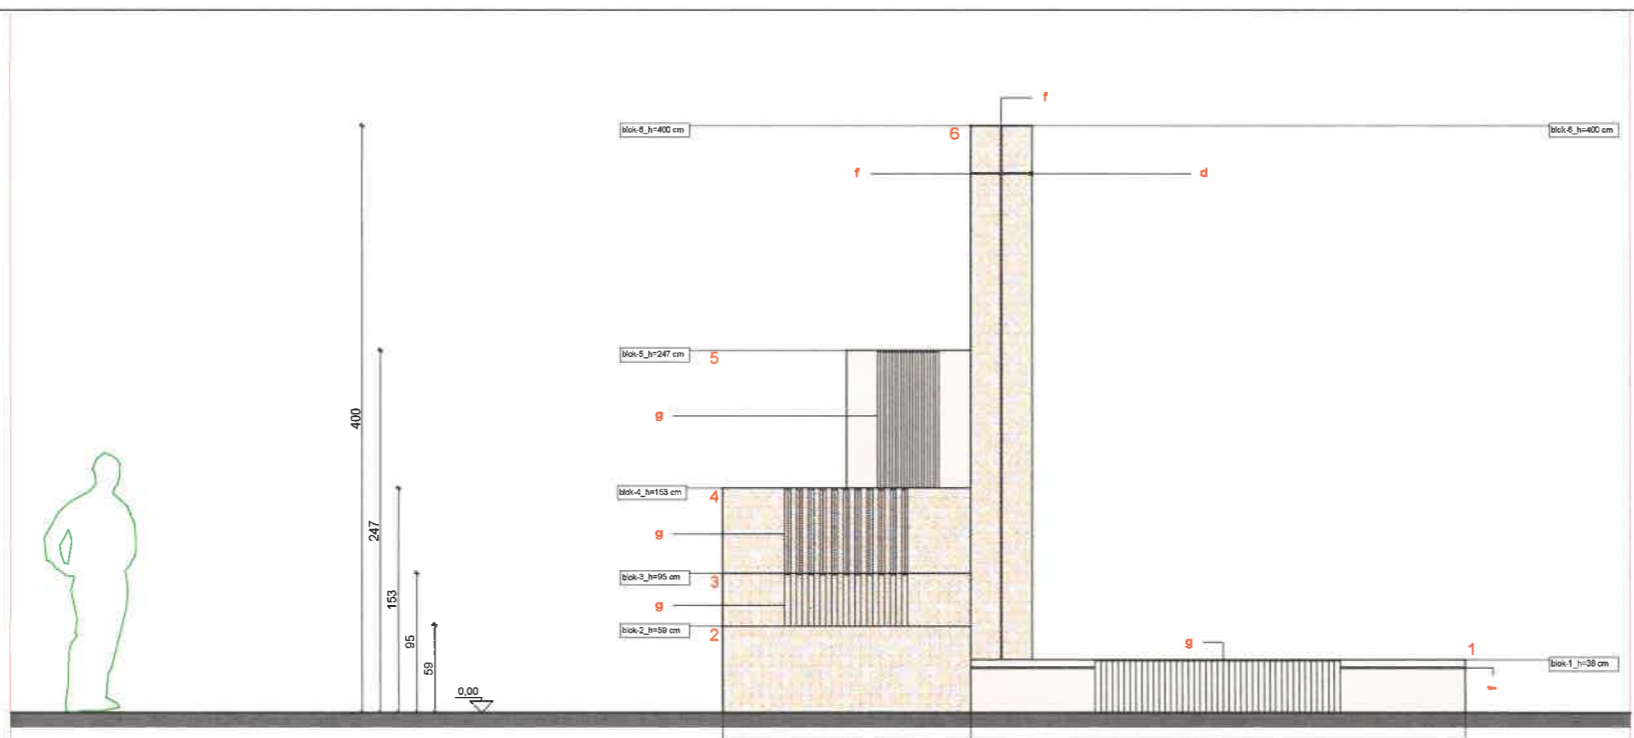 f
blok-6_h=400 cm
6
blok-6_h=400 cm
f
d
blok-5_h=247 cm
5
400
g
blok-4_h=153 cm
4
247
g
153
blok-3_h=95 cm
3
95
g
59
blok-2_h=59 cm
2
g
1
blok-1_h=38 cm
f
0,00